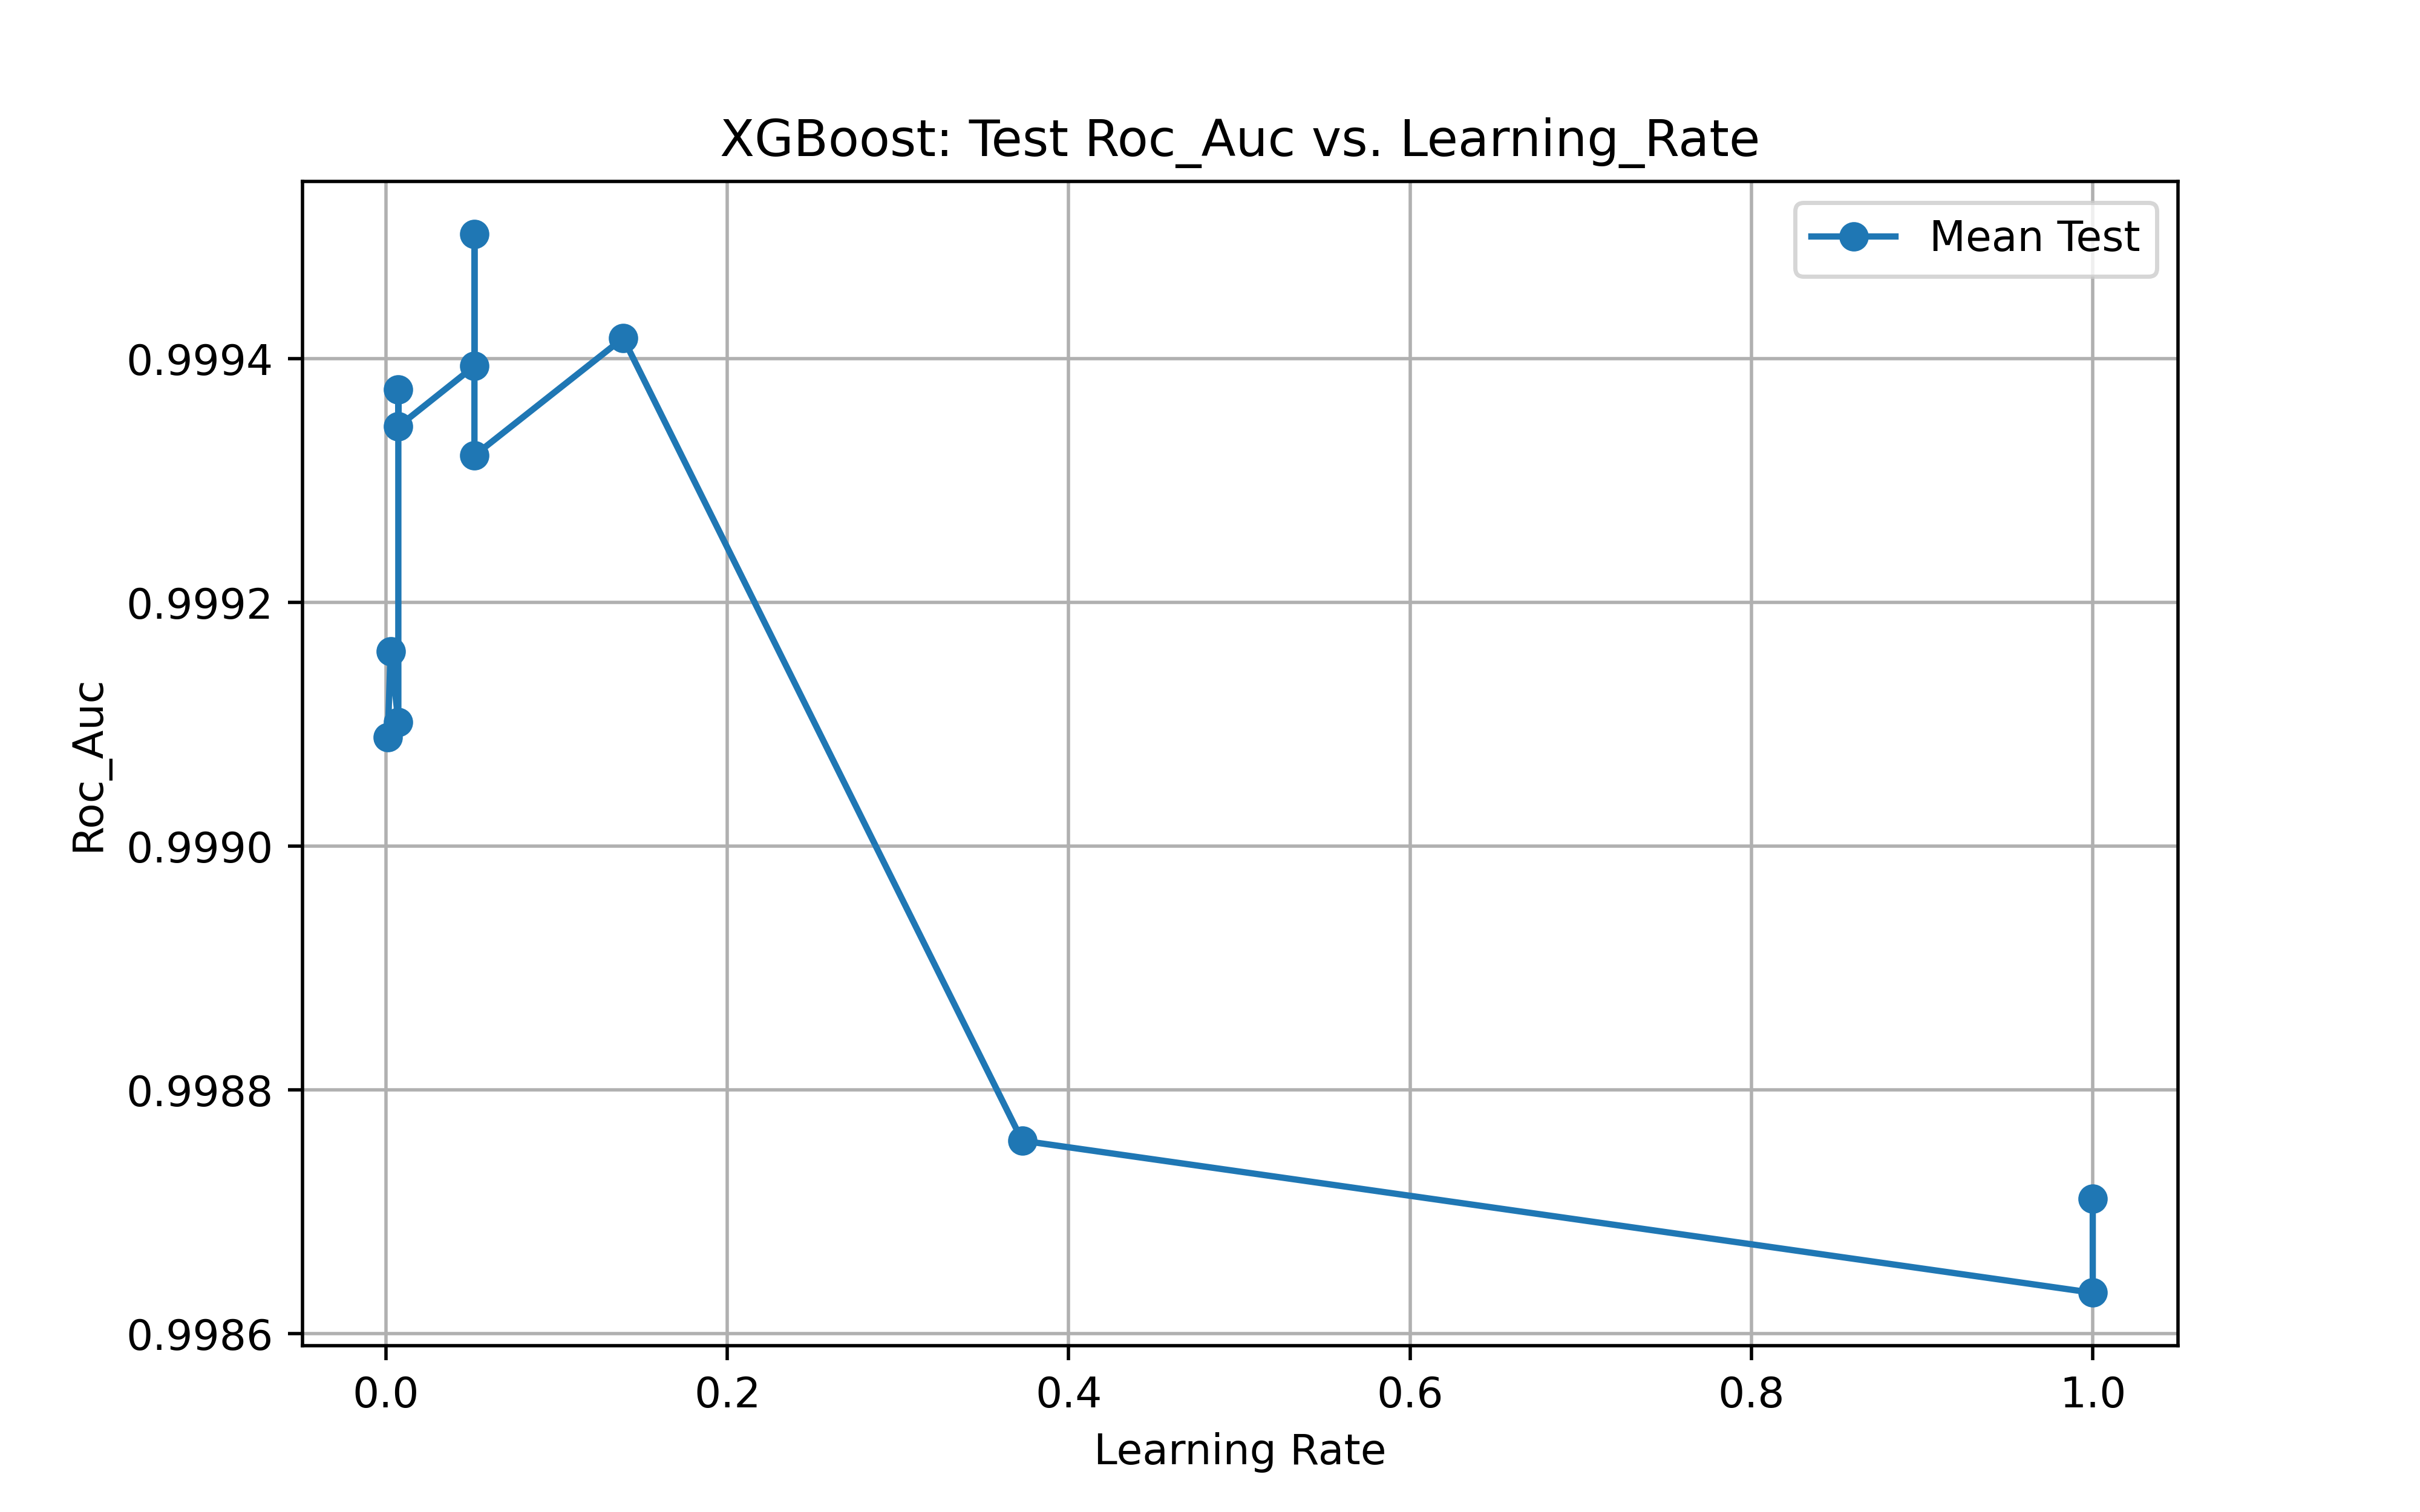 XGBoost: Test Roc_Auc vs. Learning_Rate
Mean Test
Roc_Auc
0.9994
0.9992
0.9990
0.9988
0.9986
0.0 0.2 0.4 0.6 0.8 1.0
Learning Rate